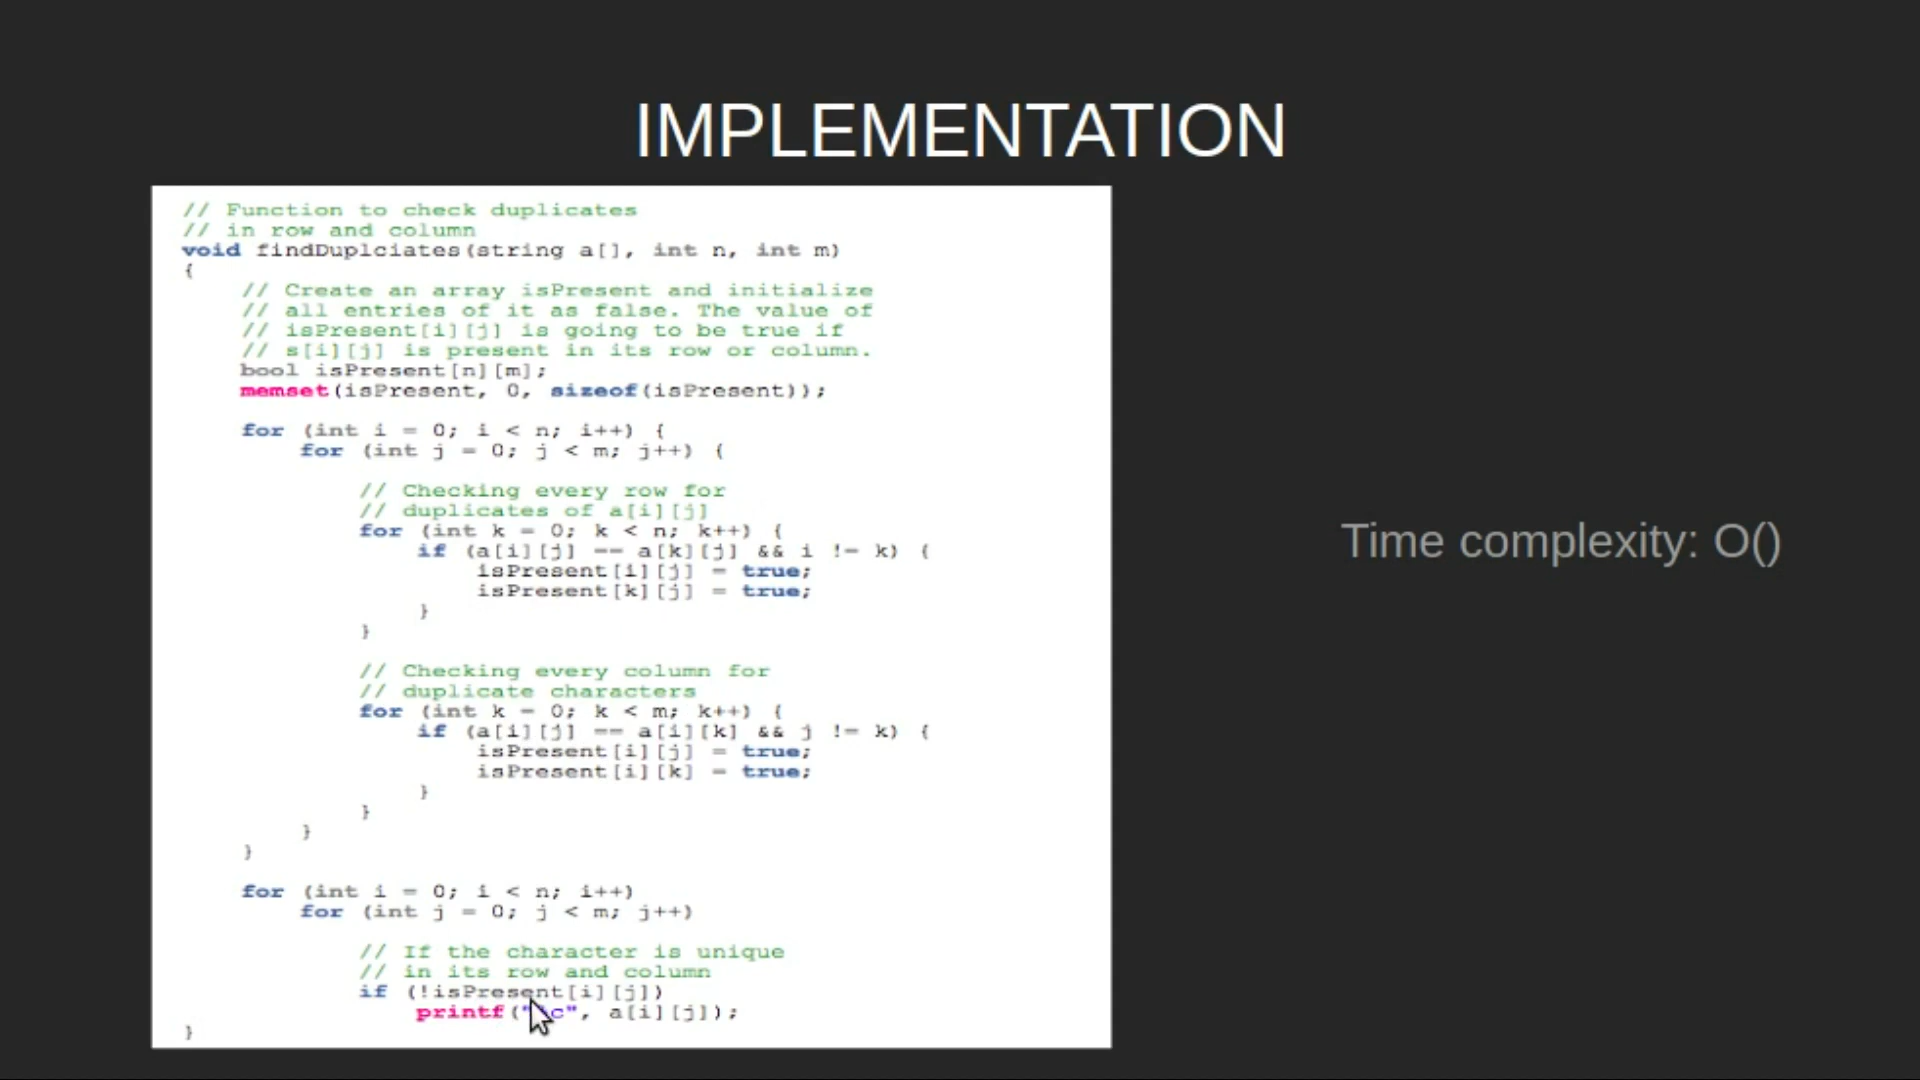 IMPLEMENTATION
// Function to check duplicates
// in row and column
void findDuplciates(string a[], int n, int m)
{
// Create an array isPresent and initialize
// all entries of it as false. The value of
// isPresent[i][j] is going to be true if
// s[i][j] is present in its row or column.
bool isPresent[n][m];
memset(isPresent, 0, sizeof(isPresent));
for (int i = 0; i < n; i++) {
for (int j = 0; j < m; j++) {
// Checking every row for
// duplicates of a[i][j]
for (int k = 0; k < n; k++) {
if (a[i][j] == a[k][j] && i != k) {
isPresent[i][j] = true;
isPresent[k][j] = true;
}
}
// Checking every column for
// duplicate characters
for (int k = 0; k < m; k++) {
if (a[i][j] == a[i][k] && j != k) {
isPresent[i][j] = true;
isPresent[i][k] = true;
}
}
}
}
for (int i = 0; i < n; i++)
for (int j = 0; j < m; j++)
// If the character is unique
// in its row and column
if (!isPresent[i][j])
printf("c", a[i][j]);
}
Time complexity: O()